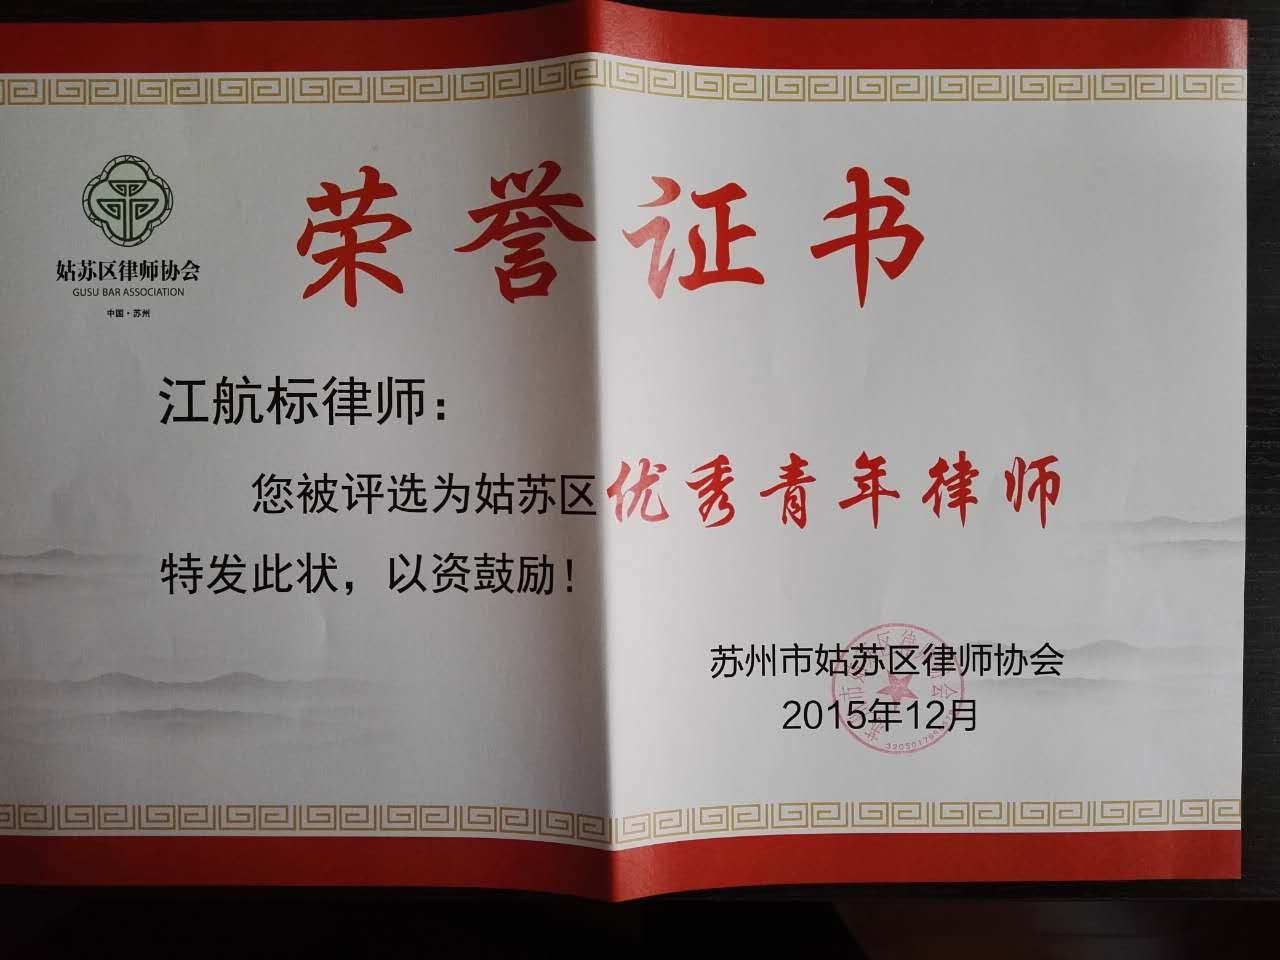 荣誉证书
姑苏区律师协会
GUSU BAR ASSOCIATION
中国·苏州
江航标律师：
您被评选为姑苏区优秀青年律师
特发此状，以资鼓励！
苏州市姑苏区律师协会
2015年12月